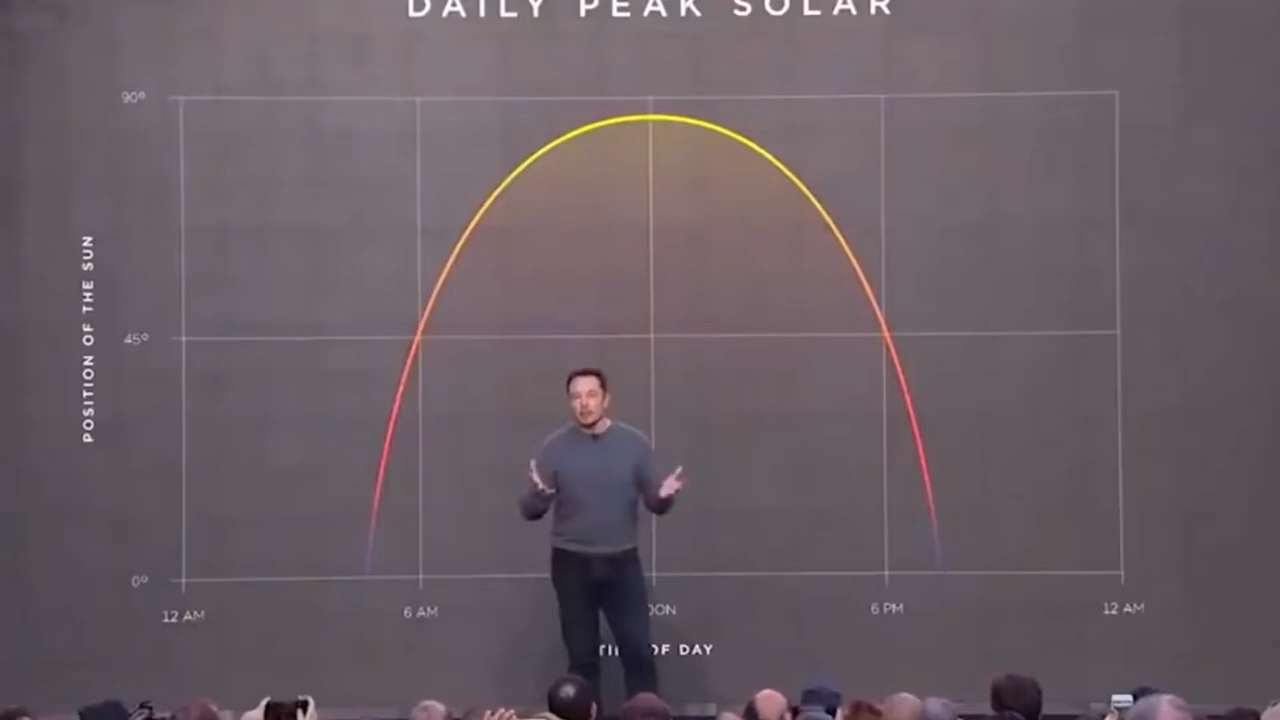 DAILY PEAK SOLAR
90°
POSITION OF THE SUN
45°
0°
12 AM
6 AM
6 PM
12 AM
OF DAY